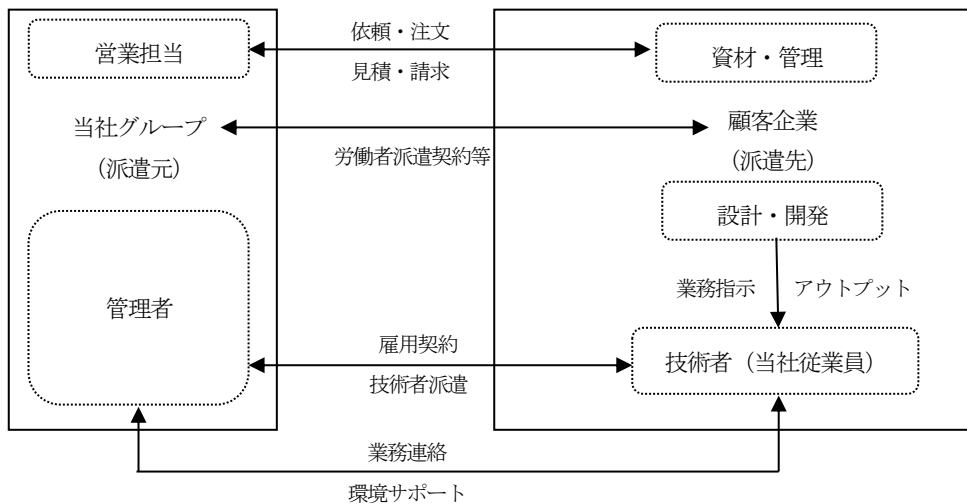 営業担当
依頼・注文
見積・請求
資材・管理
当社グループ
(派遣元)
労働者派遣契約等
顧客企業
(派遣先)
設計・開発
業務指示
アウトプット
管理者
雇用契約
技術者派遣
技術者(当社従業員)
業務連絡
環境サポート